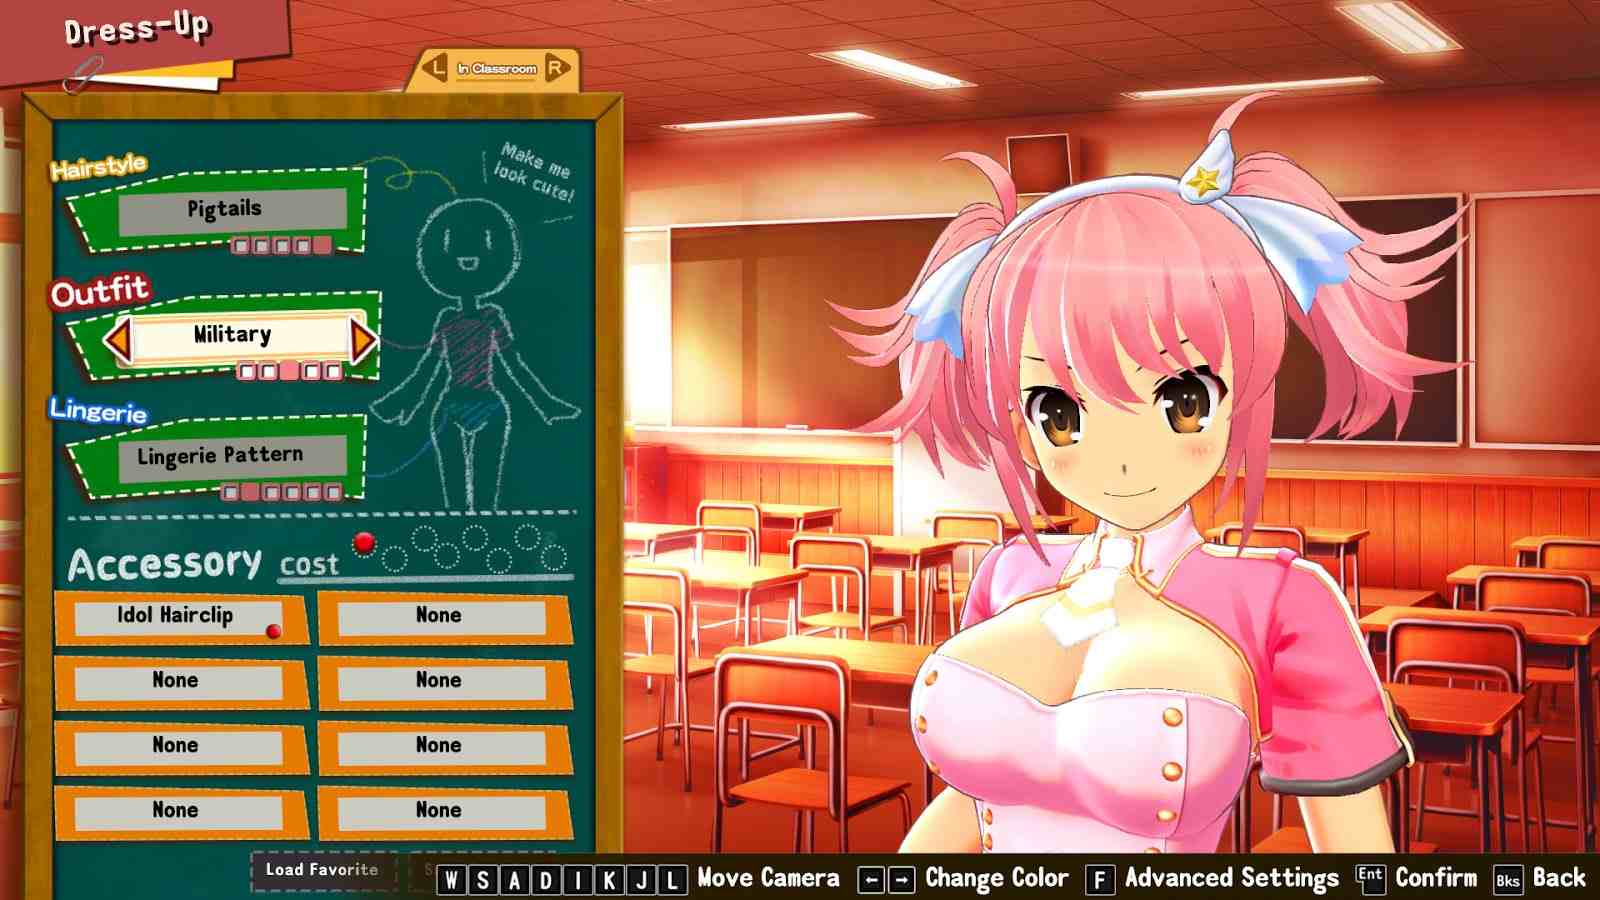 Dress-Up
L In Classroom R
Make me
look cute!
Hairstyle
Pigtails
Outfit
Military
Lingerie
Lingerie Pattern
Accessory cost
Idol Hairclip
None
None
None
None
None
None
None
Load Favorite
W S A D I K J L Move Camera ← → Change Color F Advanced Settings Ent Confirm Bks Back